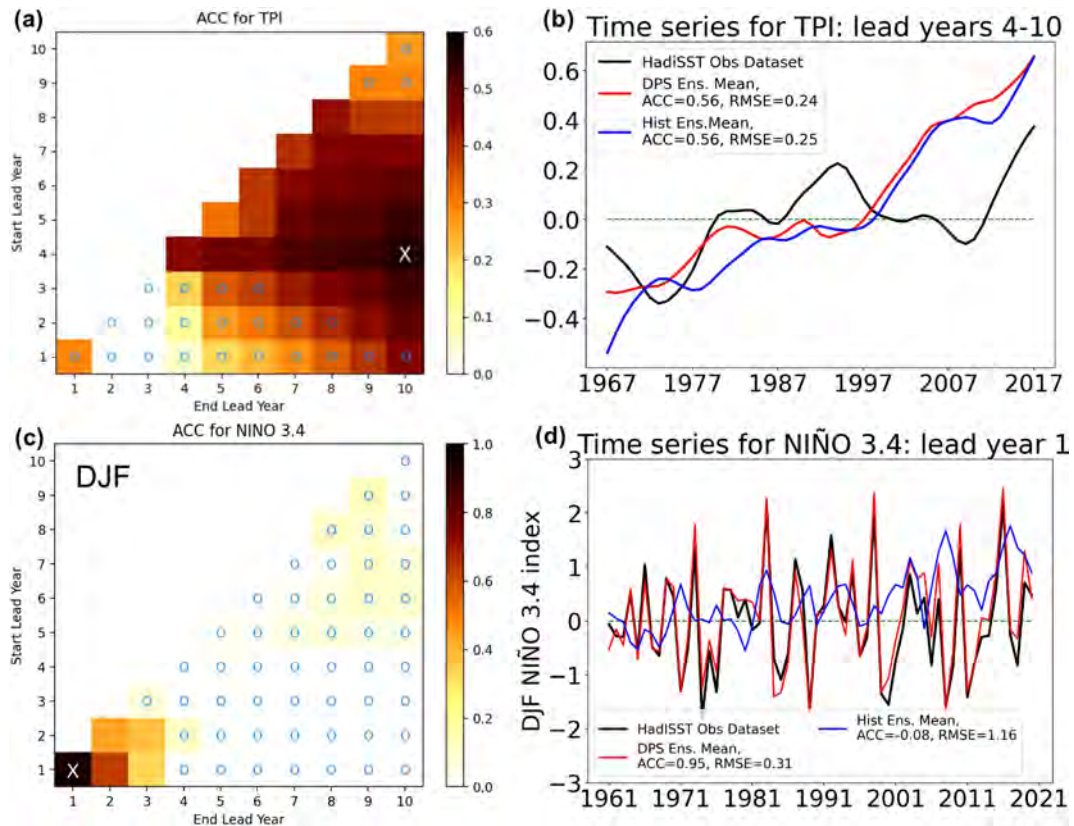 (a)
ACC for TPI
Start Lead Year
10
9
8
7
6
5
4
3
2
1
X
1 2 3 4 5 6 7 8 9 10
End Lead Year
0.6
0.5
0.4
0.3
0.2
0.1
0.0
(b) Time series for TPI: lead years 4-10
HadiSST Obs Dataset
DPS Ens. Mean,
ACC=0.56, RMSE=0.24
Hist Ens.Mean,
ACC=0.56, RMSE=0.25
0.6
0.4
0.2
0.0
−0.2
−0.4
1967 1977 1987 1997 2007 2017
(c)
ACC for NINO 3.4
DJF
Start Lead Year
10
9
8
7
6
5
4
3
2
1
X
1 2 3 4 5 6 7 8 9 10
End Lead Year
1.0
0.8
0.6
0.4
0.2
0.0
(d) Time series for NIÑO 3.4: lead year 1
DJF NIÑO 3.4 index
3
2
1
0
−1
−2
−3
HadISST Obs Dataset
DPS Ens. Mean,
ACC=0.95, RMSE=0.31
Hist Ens. Mean,
ACC=-0.08, RMSE=1.16
1961 1971 1981 1991 2001 2011 2021